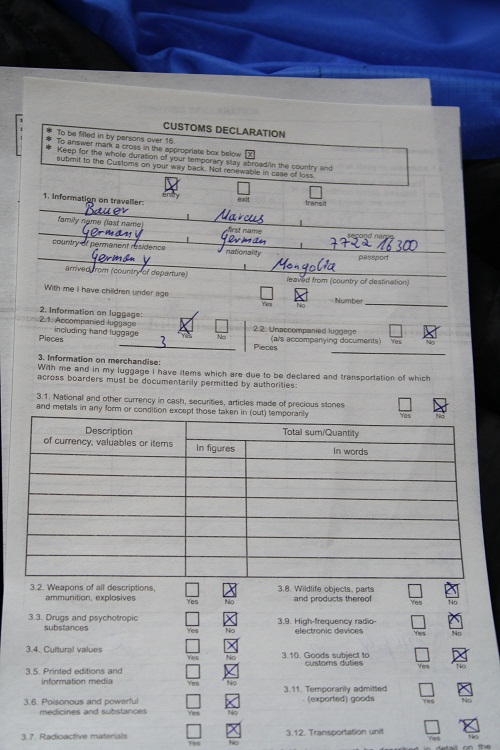 CUSTOMS DECLARATION
* To be filled in by persons over 16.
* To answer mark a cross in the appropriate box below X
* Keep for the whole duration of your temporary stay abroad/in the country and
submit to the Customs on your way back. Not renewable in case of loss.
entry exit transit
1. Information on traveller:
Bauer Marcus
family name (last name) first name second name
Germany German 772216300
country of permanent residence nationality passport
Germany Mongolia
arrived from (country of departure) leaved from (country of destination)
With me I have children under age Yes No Number
2. Information on luggage:
2.1. Accompanied luggage
including hand luggage Yes No
Pieces 3
2.2. Unaccompanied luggage
(a/s accompanying documents) Yes No
Pieces
3. Information on merchandise:
With me and in my luggage I have items which are due to be declared and transportation of which
across boarders must be documentarily permitted by authorities:
3.1. National and other currency in cash, securities, articles made of precious stones
and metals in any form or condition except those taken in (out) temporarily Yes No
Description
of currency, valuables or items
Total sum/Quantity
In figures In words
3.2. Weapons of all descriptions,
ammunition, explosives Yes No
3.3. Drugs and psychotropic
substances Yes No
3.4. Cultural values Yes No
3.5. Printed editions and
information media Yes No
3.6. Poisonous and powerful
medicines and substances Yes No
3.7. Radioactive materials Yes No
3.8. Wildlife objects, parts
and products thereof Yes No
3.9. High-frequency radio-
electronic devices Yes No
3.10. Goods subject to
customs duties Yes No
3.11. Temporarily admitted
(exported) goods Yes No
3.12. Transportation unit Yes No